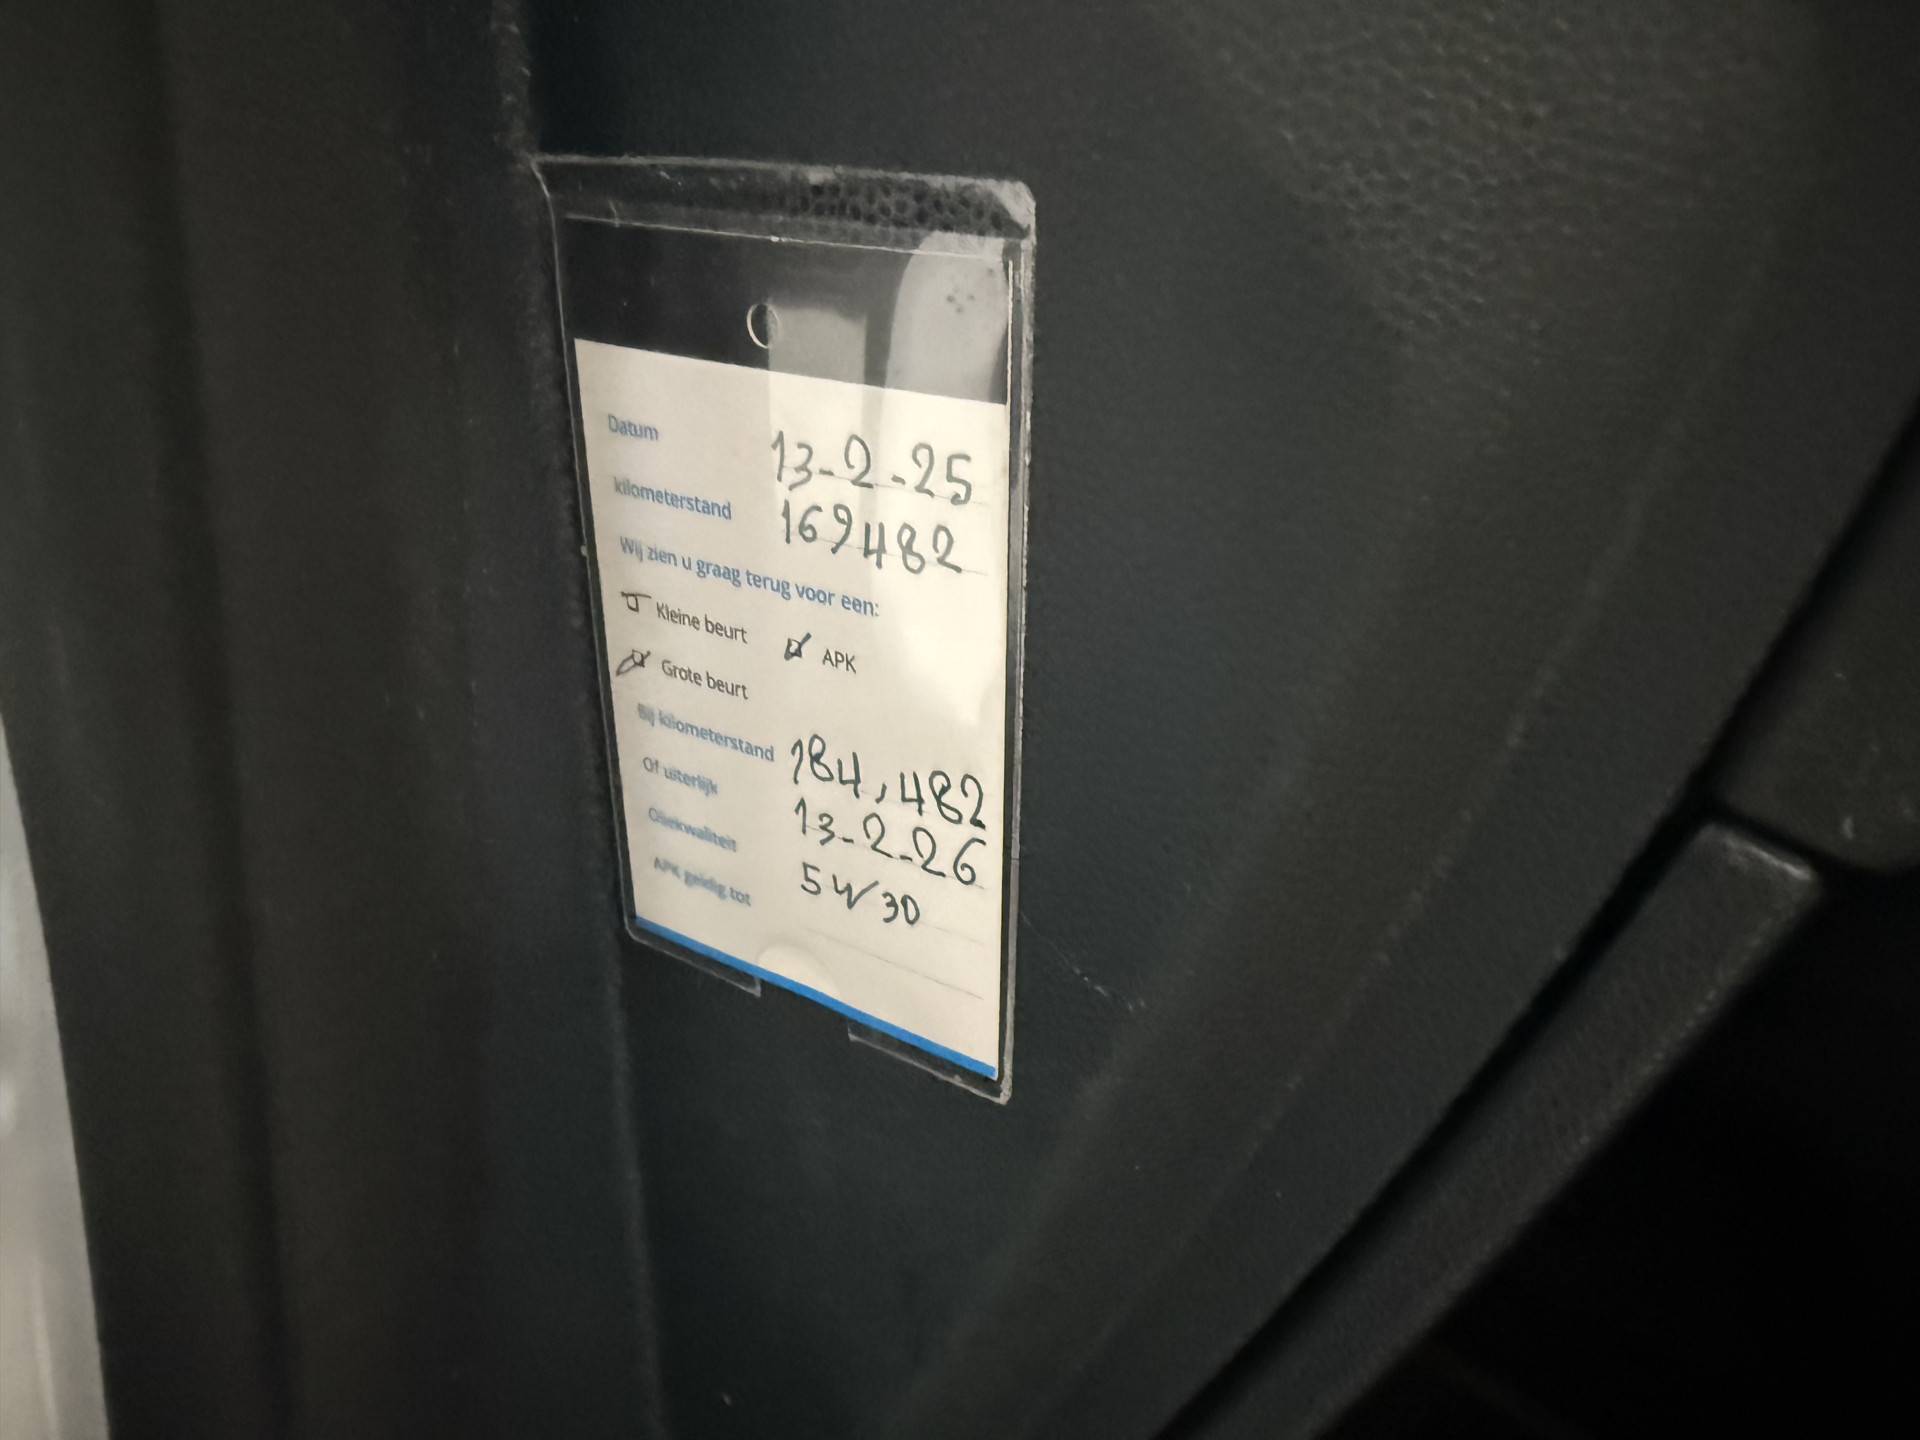 Datum 13-2-25
kilometerstand 169482
Wij zien u graag terug voor een:
Kleine beurt APK
Grote beurt
Bij kilometerstand 184,482
Of uiterlijk 13-2-26
Oliekwaliteit 5W30
APK geldig tot